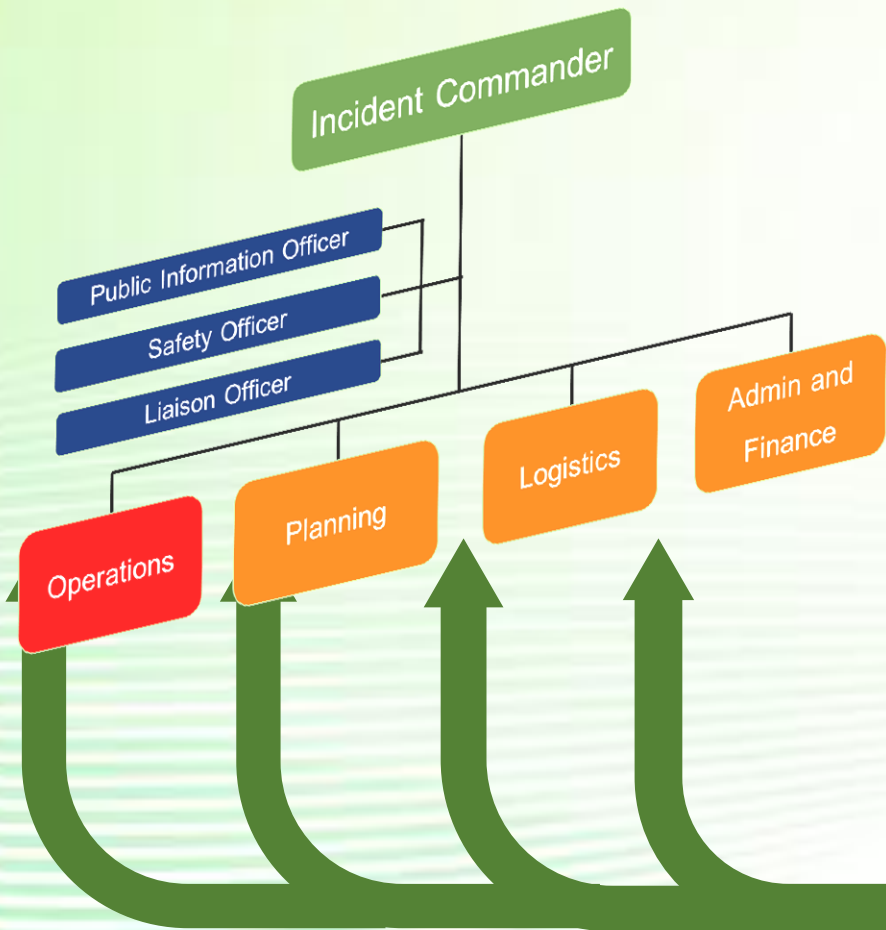 Incident Commander
Public Information Officer
Safety Officer
Liaison Officer
Operations
Planning
Logistics
Admin and
Finance